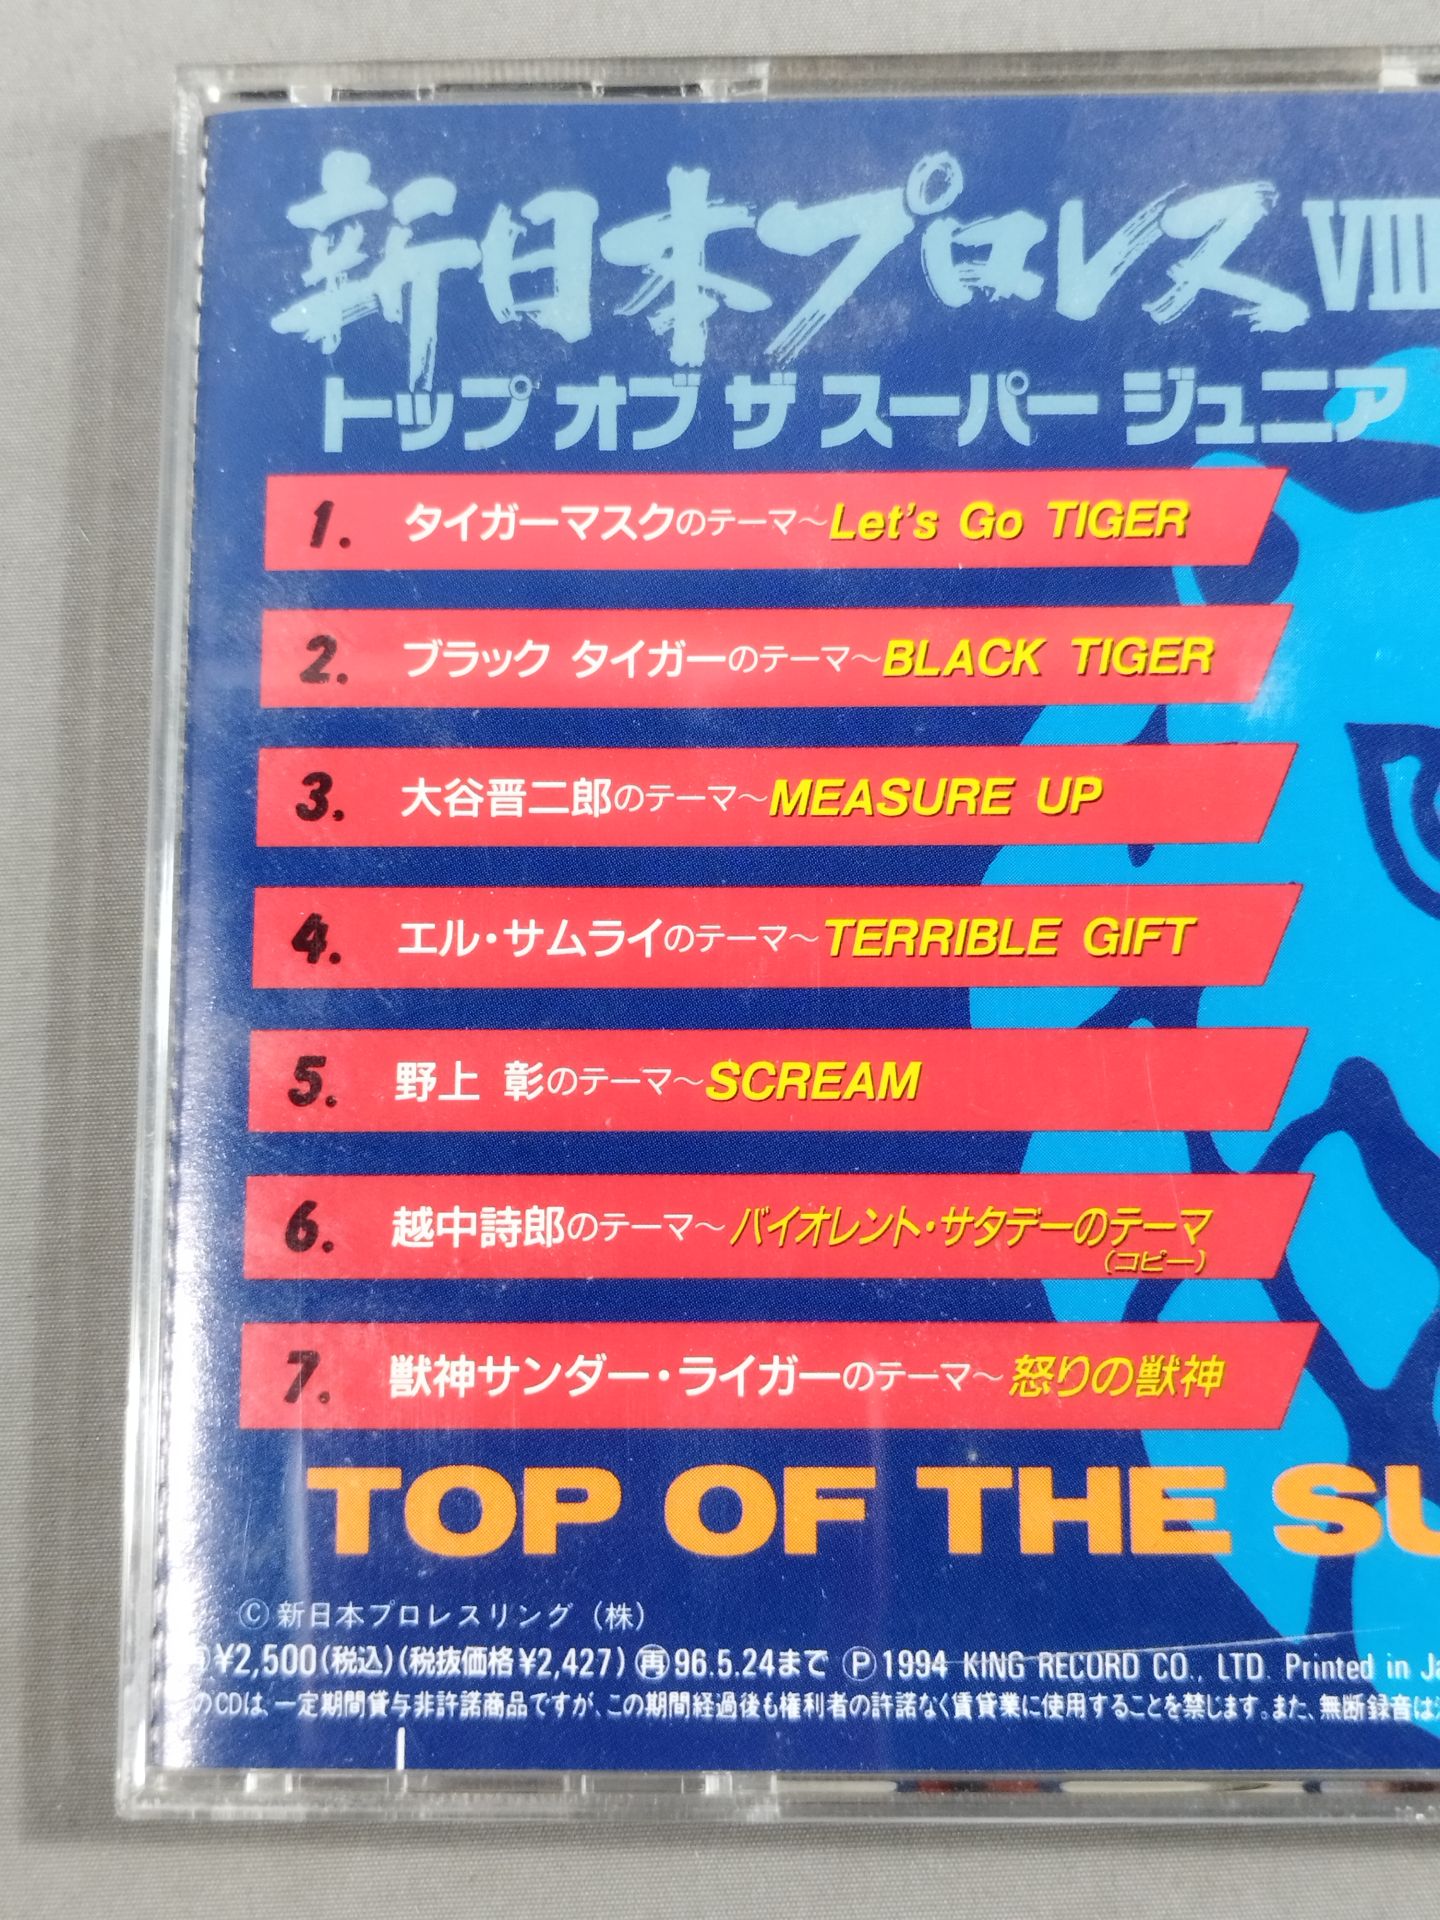 新日本プロレスVIII
トップ オブ ザ スーパー ジュニア
1. タイガーマスクのテーマ～Let's Go TIGER
2. ブラック タイガーのテーマ～BLACK TIGER
3. 大谷晋二郎のテーマ～MEASURE UP
4. エル・サムライのテーマ～TERRIBLE GIFT
5. 野上 彰のテーマ～SCREAM
6. 越中詩郎のテーマ～バイオレント・サタデーのテーマ
(コピー)
7. 獣神サンダー・ライガーのテーマ～怒りの獣神
TOP OF THE SU
Ⓒ新日本プロレスリング（株）
¥2,500(税込)(税抜価格¥2,427)㊢96.5.24まで Ⓟ1994 KING RECORD CO., LTD. Printed in Ja
のCDは、一定期間貸与非許諾商品ですが、この期間経過後も権利者の許諾なく賃貸業に使用することを禁じます。また、無断録音は